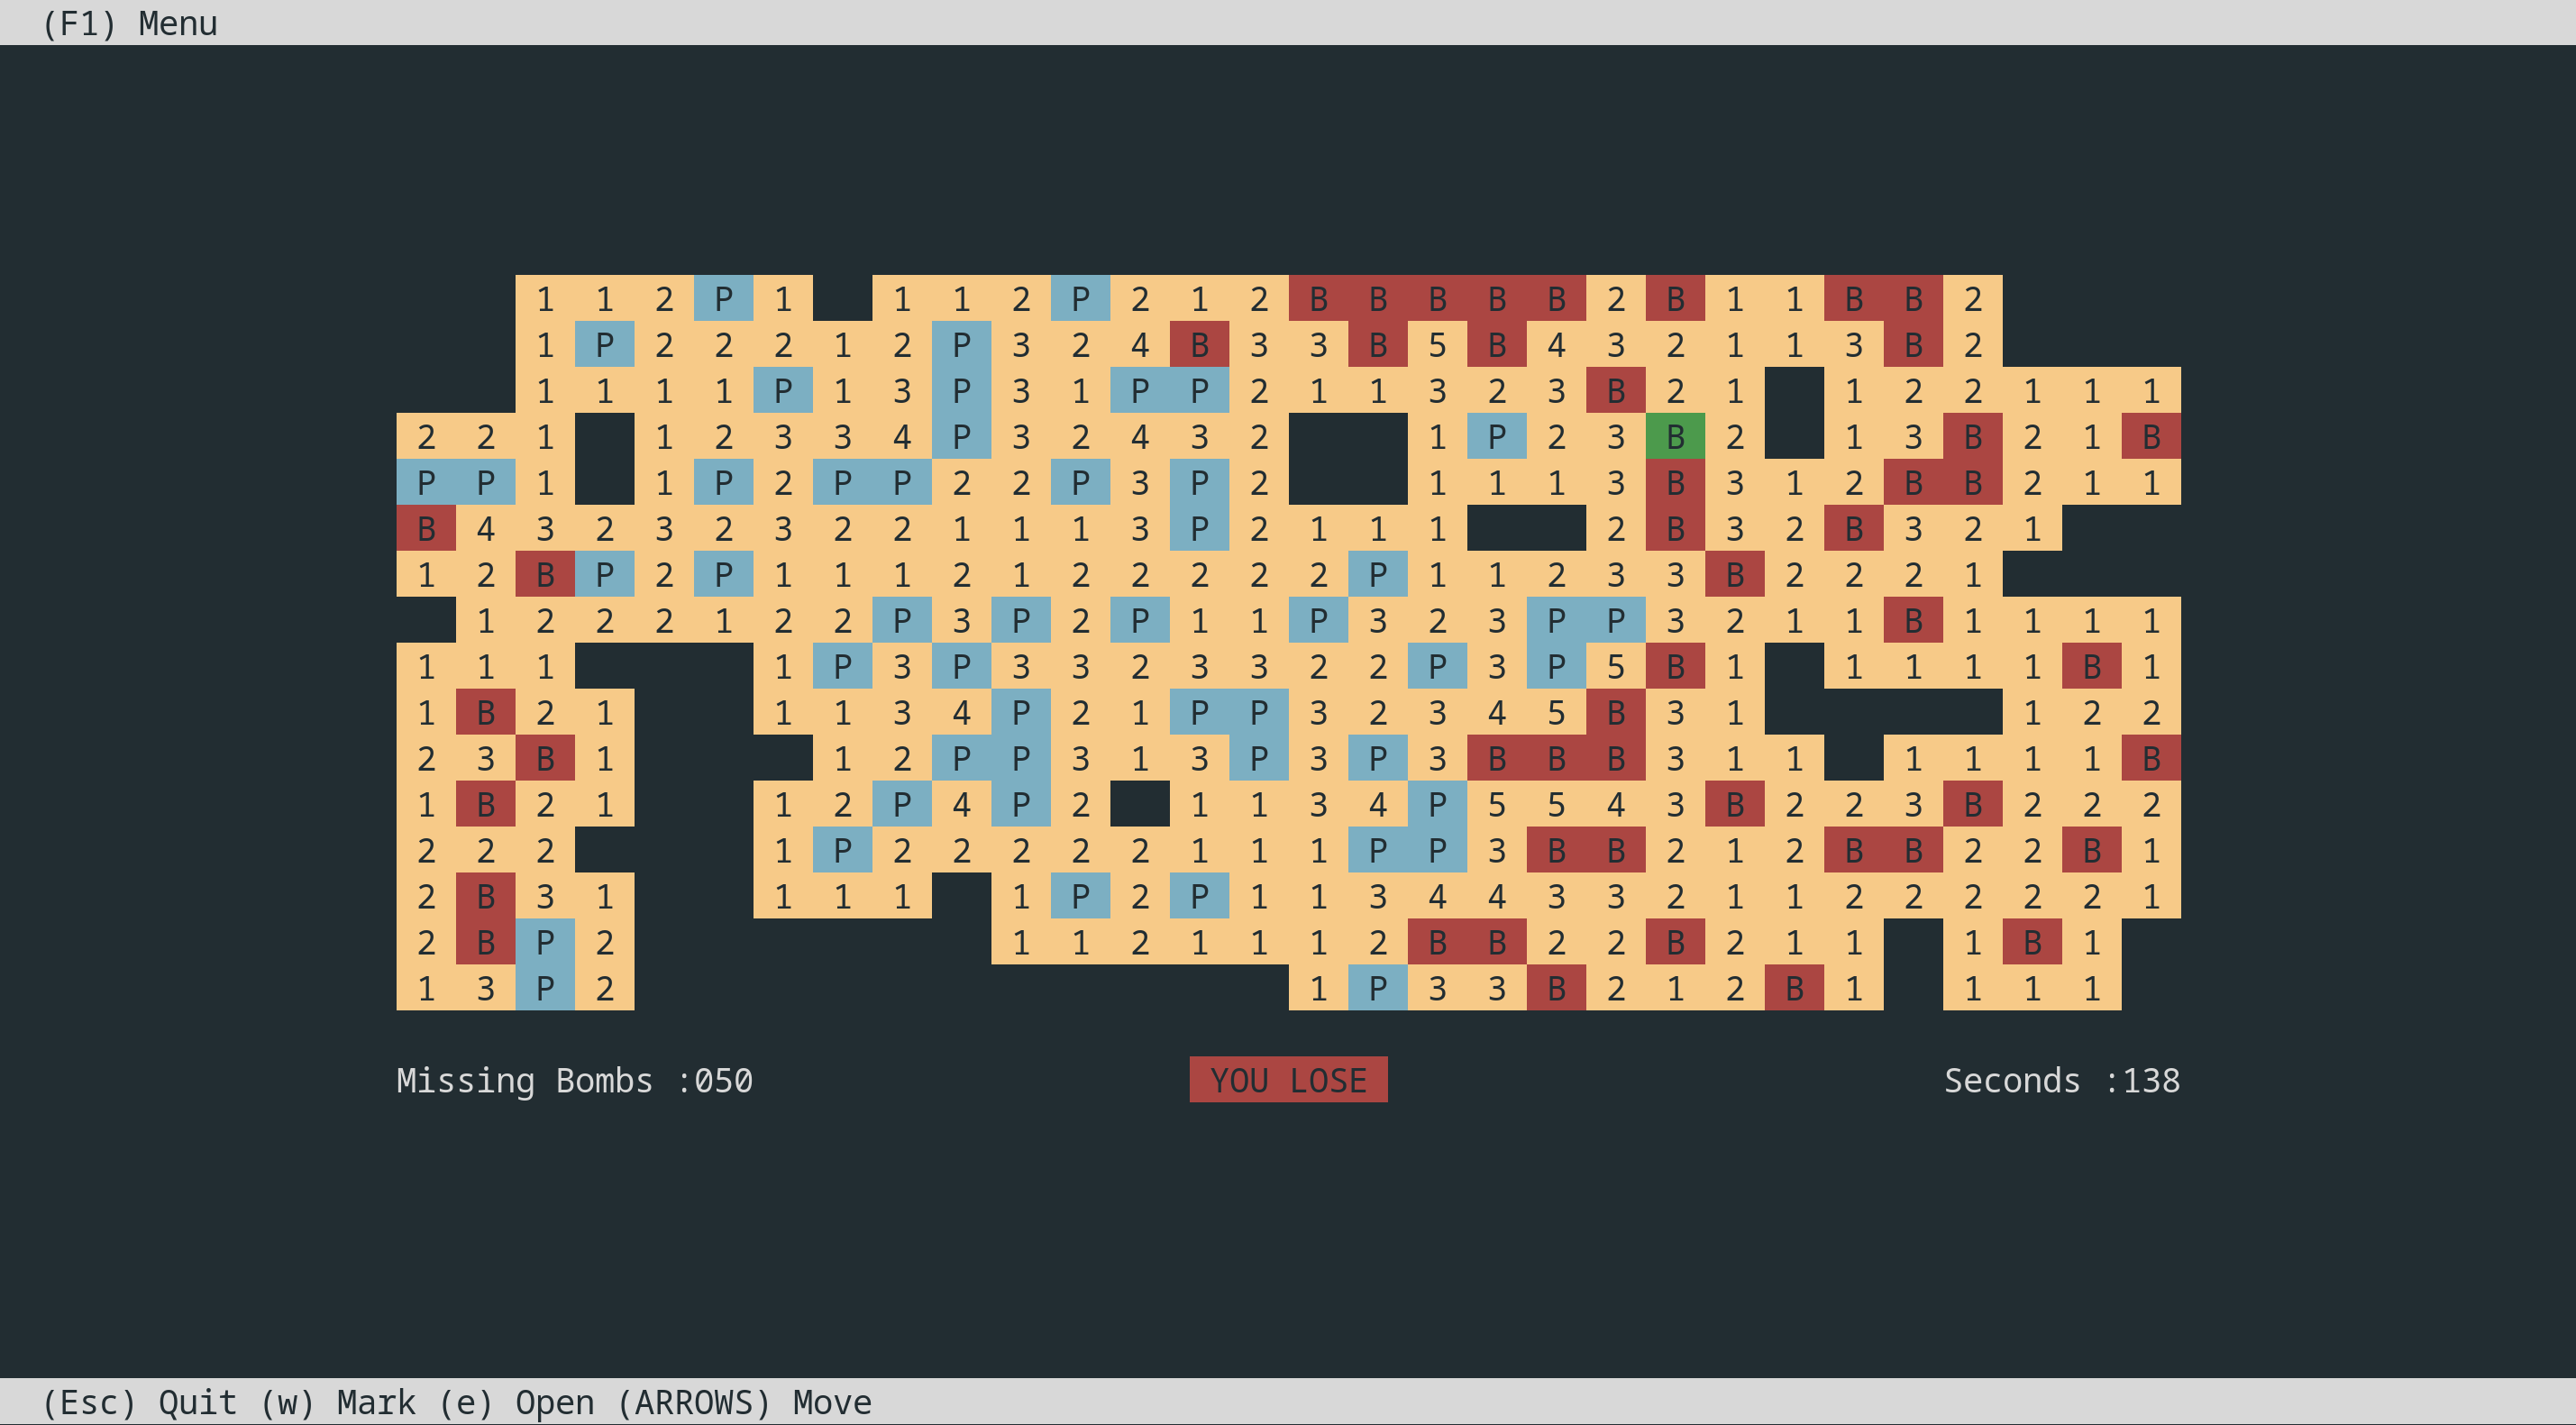 (F1) Menu
1 1 2 P 1 1 1 2 P 2 1 2 B B B B B 2 B 1 1 B B 2
1 P 2 2 2 1 2 P 3 2 4 B 3 3 B 5 B 4 3 2 1 1 3 B 2
1 1 1 1 P 1 3 P 3 1 P P 2 1 1 3 2 3 B 2 1 1 2 2 1 1 1
2 2 1 1 2 3 3 4 P 3 2 4 3 2 1 P 2 3 B 2 1 3 B 2 1 B
P P 1 1 P 2 P P 2 2 P 3 P 2 1 1 1 3 B 3 1 2 B B 2 1 1
B 4 3 2 3 2 3 2 2 1 1 1 3 P 2 1 1 1 2 B 3 2 B 3 2 1
1 2 B P 2 P 1 1 1 2 1 2 2 2 2 2 P 1 1 2 3 3 B 2 2 2 1
1 2 2 2 1 2 2 P 3 P 2 P 1 1 P 3 2 3 P P 3 2 1 1 B 1 1 1 1
1 1 1 1 P 3 P 3 3 2 3 3 2 2 P 3 P 5 B 1 1 1 1 1 B 1
1 B 2 1 1 1 3 4 P 2 1 P P 3 2 3 4 5 B 3 1 1 2 2
2 3 B 1 1 2 P P 3 1 3 P 3 P 3 B B B 3 1 1 1 1 1 1 B
1 B 2 1 1 2 P 4 P 2 1 1 3 4 P 5 5 4 3 B 2 2 3 B 2 2 2
2 2 2 1 P 2 2 2 2 2 1 1 1 P P 3 B B 2 1 2 B B 2 2 B 1
2 B 3 1 1 1 1 1 P 2 P 1 1 3 4 4 3 3 2 1 1 2 2 2 2 2 1
2 B P 2 1 1 2 1 1 1 2 B B 2 2 B 2 1 1 1 B 1
1 3 P 2 1 P 3 3 B 2 1 2 B 1 1 1 1
Missing Bombs :050 YOU LOSE Seconds :138
(Esc) Quit (w) Mark (e) Open (ARROWS) Move